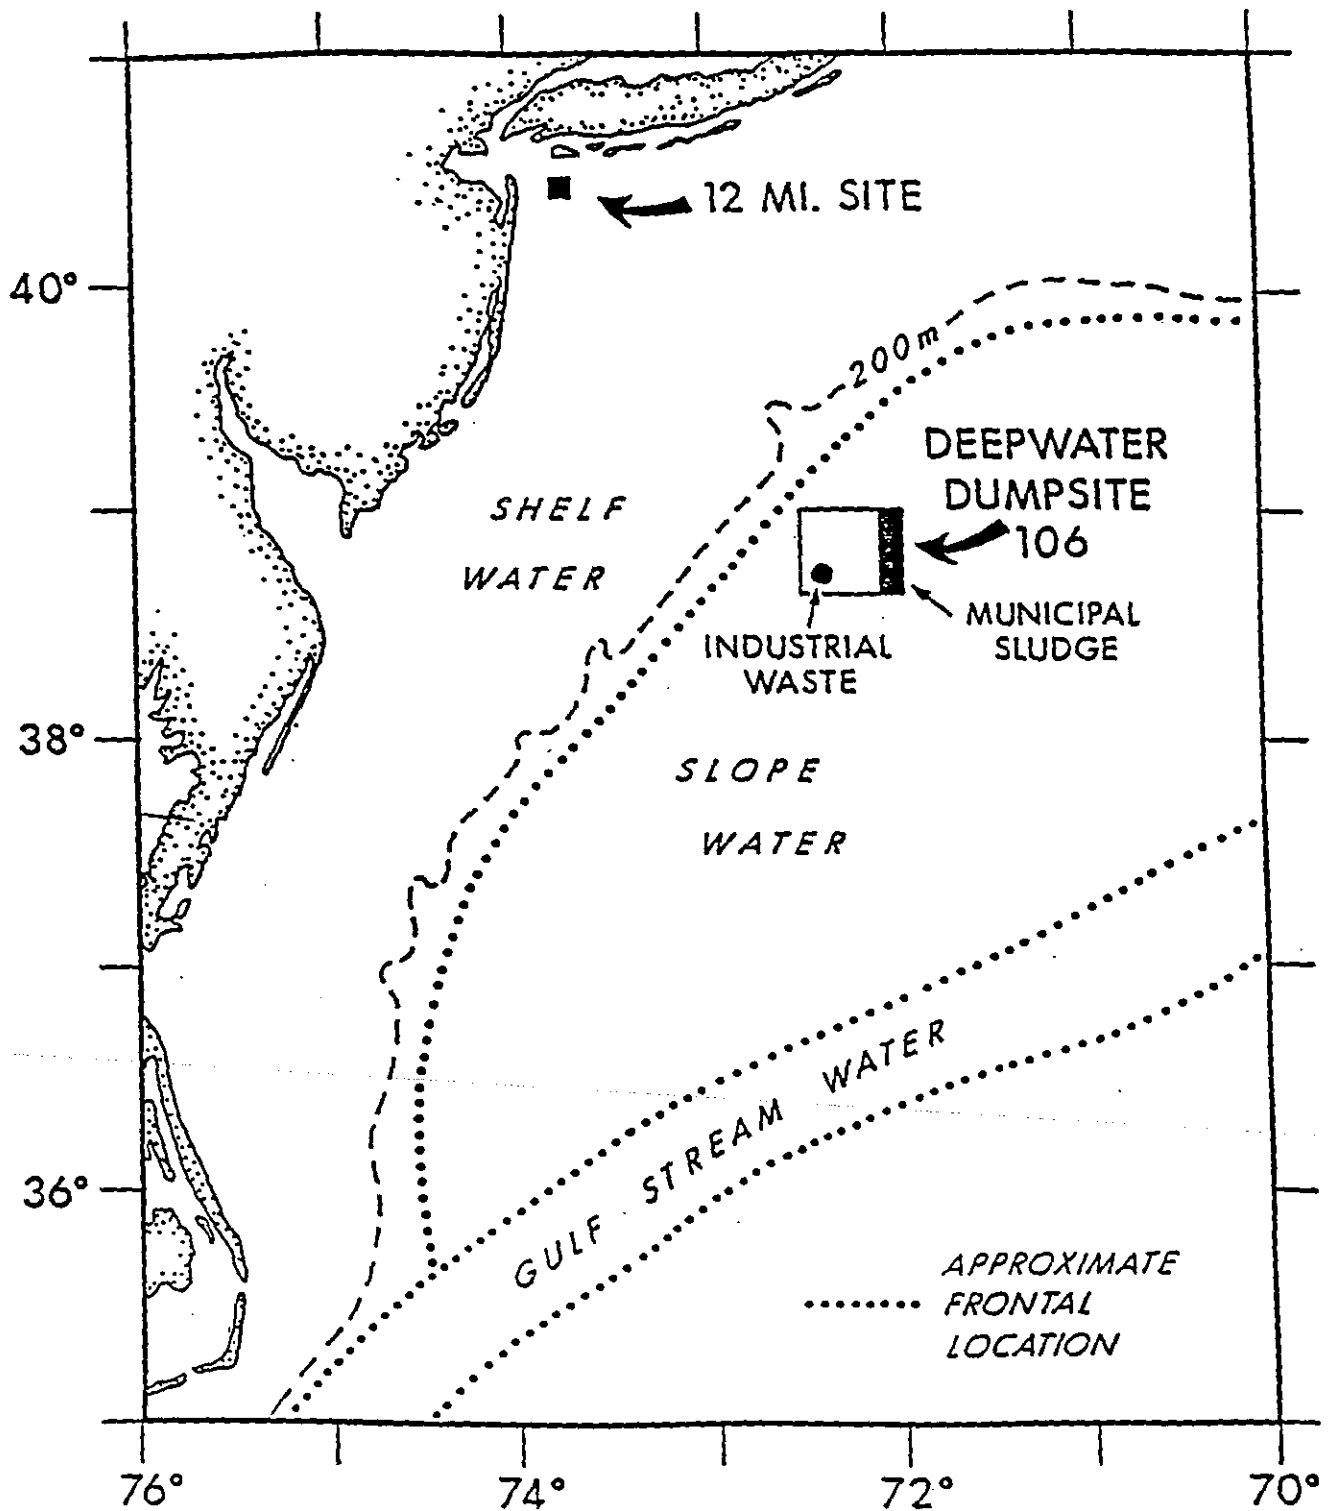 12 MI. SITE
40°
200m
DEEPWATER
DUMPSITE
106
SHELF
WATER
MUNICIPAL
SLUDGE
INDUSTRIAL
WASTE
38°
SLOPE
WATER
GULF STREAM WATER
36°
APPROXIMATE
FRONTAL
LOCATION
76° 74° 72° 70°